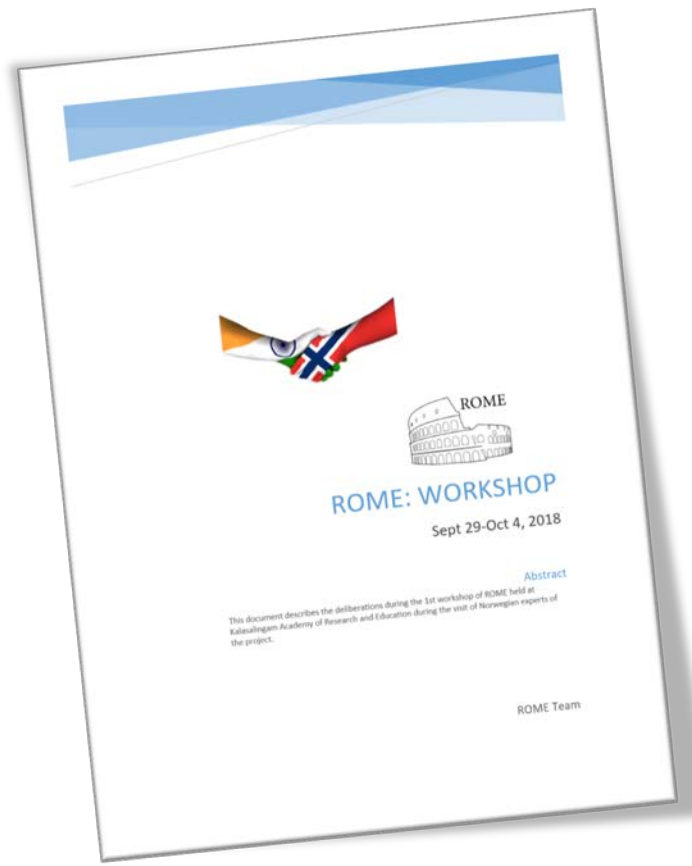 ROME
ROME: WORKSHOP
Sept 29-Oct 4, 2018
Abstract
This document describes the deliberations during the 1st workshop of ROME held at
Kalasalingam Academy of Research and Education during the visit of Norwegian experts of
the project.
ROME Team